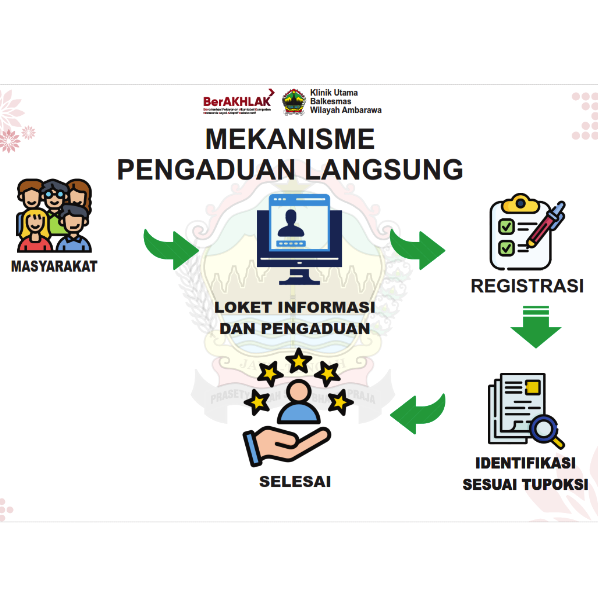 BerAKHLAK
Klinik Utama
Balkesmas
Wilayah Ambarawa
MEKANISME
PENGADUAN LANGSUNG
MASYARAKAT
LOKET INFORMASI
DAN PENGADUAN
REGISTRASI
IDENTIFIKASI
SESUAI TUPOKSI
SELESAI